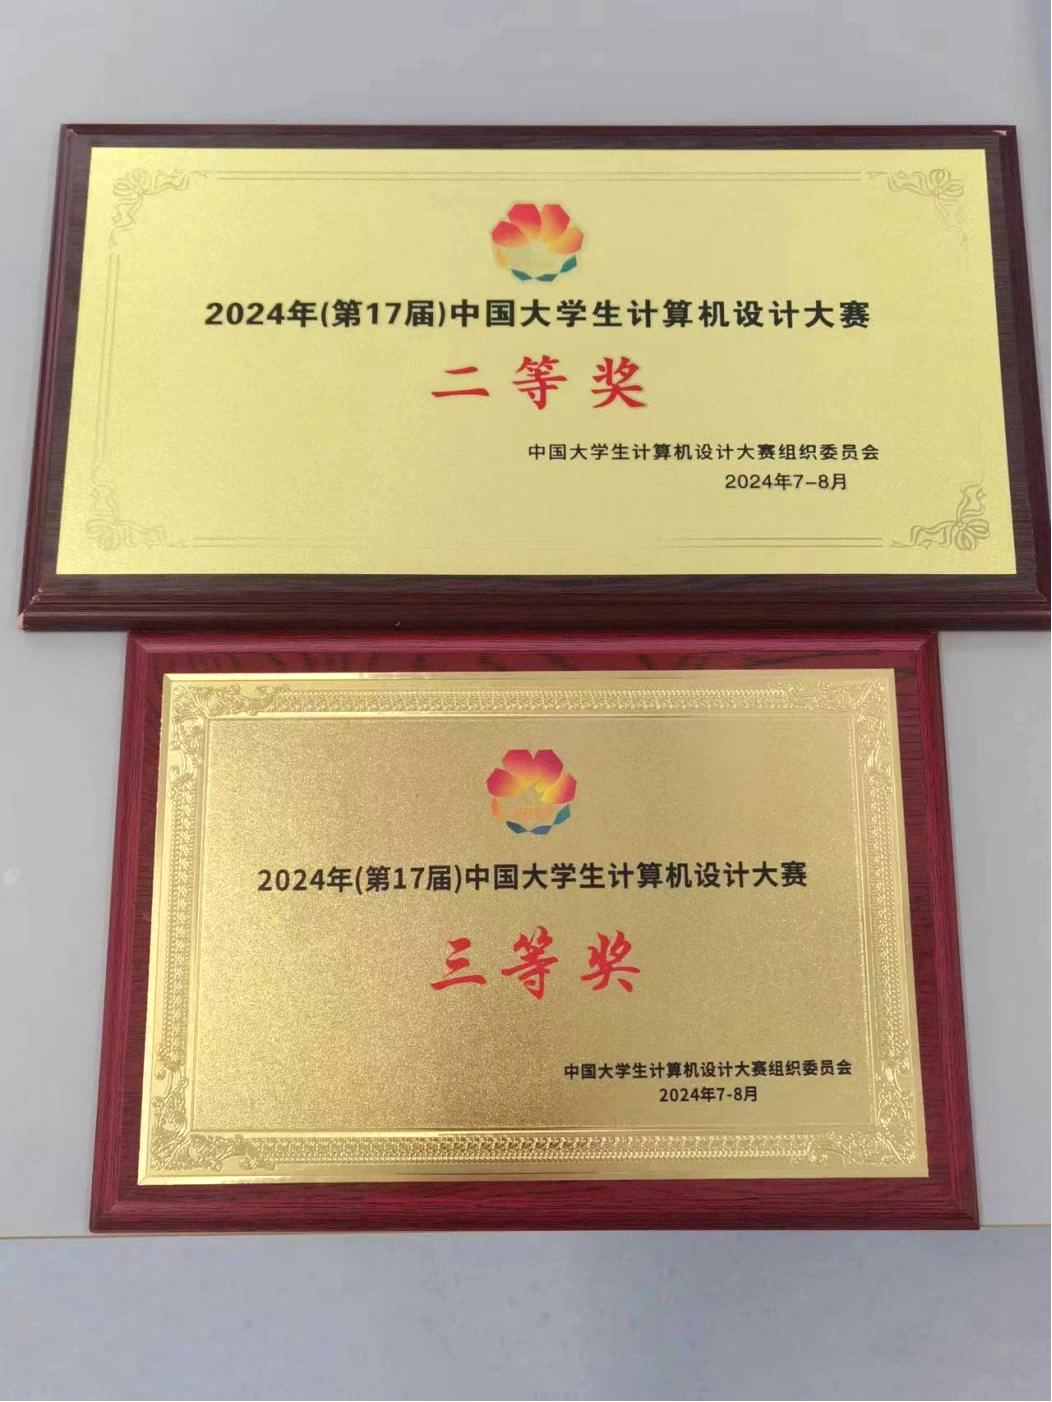 2024年(第17届)中国大学生计算机设计大赛
二等奖
中国大学生计算机设计大赛组织委员会
2024年7-8月
2024年(第17届)中国大学生计算机设计大赛
三等奖
中国大学生计算机设计大赛组织委员会
2024年7-8月